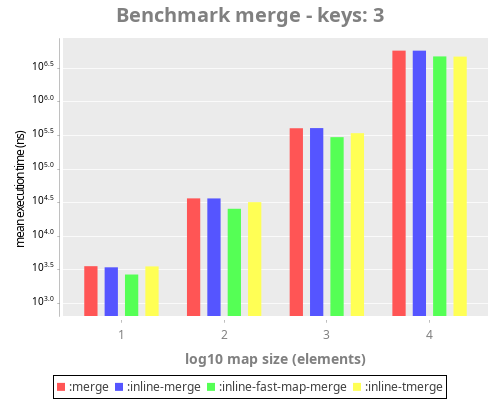 Benchmark merge - keys: 3
mean execution time (ns)
10^6.5
10^6.0
10^5.5
10^5.0
10^4.5
10^4.0
10^3.5
10^3.0
1 2 3 4
log10 map size (elements)
:merge :inline-merge :inline-fast-map-merge :inline-tmerge